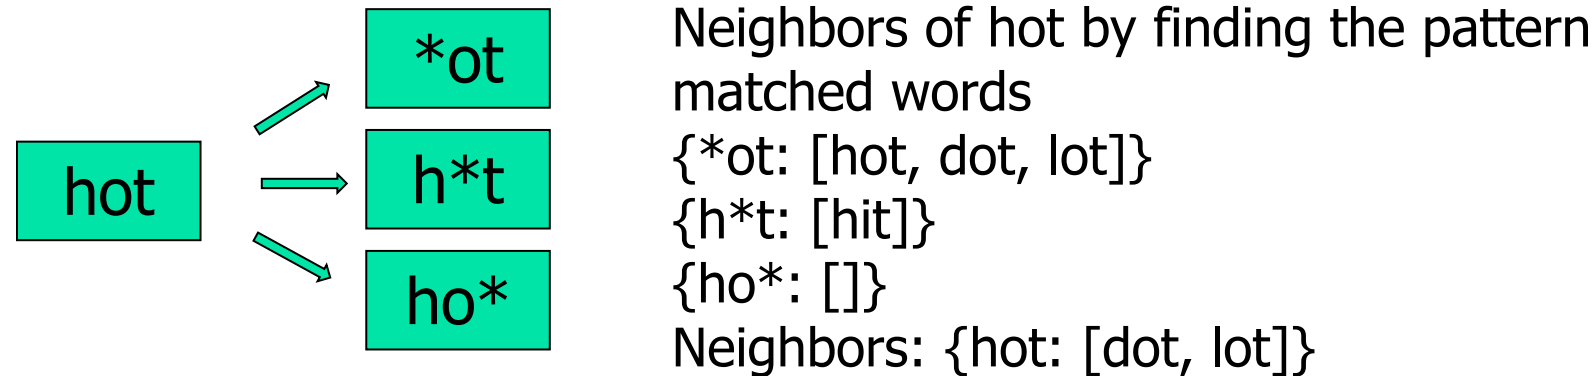 hot
*ot
h*t
ho*
Neighbors of hot by finding the pattern
matched words
{*ot: [hot, dot, lot]}
{h*t: [hit]}
{ho*: []}
Neighbors: {hot: [dot, lot]}